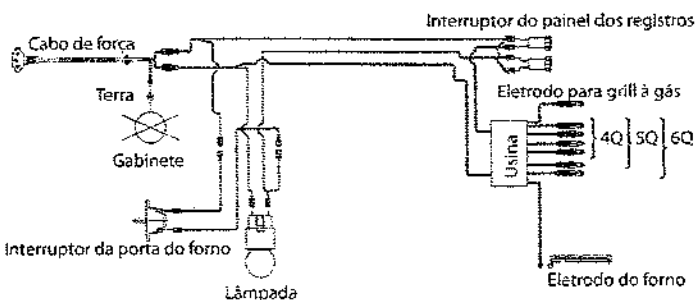 Interruptor do painel dos registros
Cabo de força
Eletrodo para grill à gás
Terra
4Q
5Q
6Q
Usina
Gabinete
Interruptor da porta do forno
Eletrodo do forno
Lâmpada